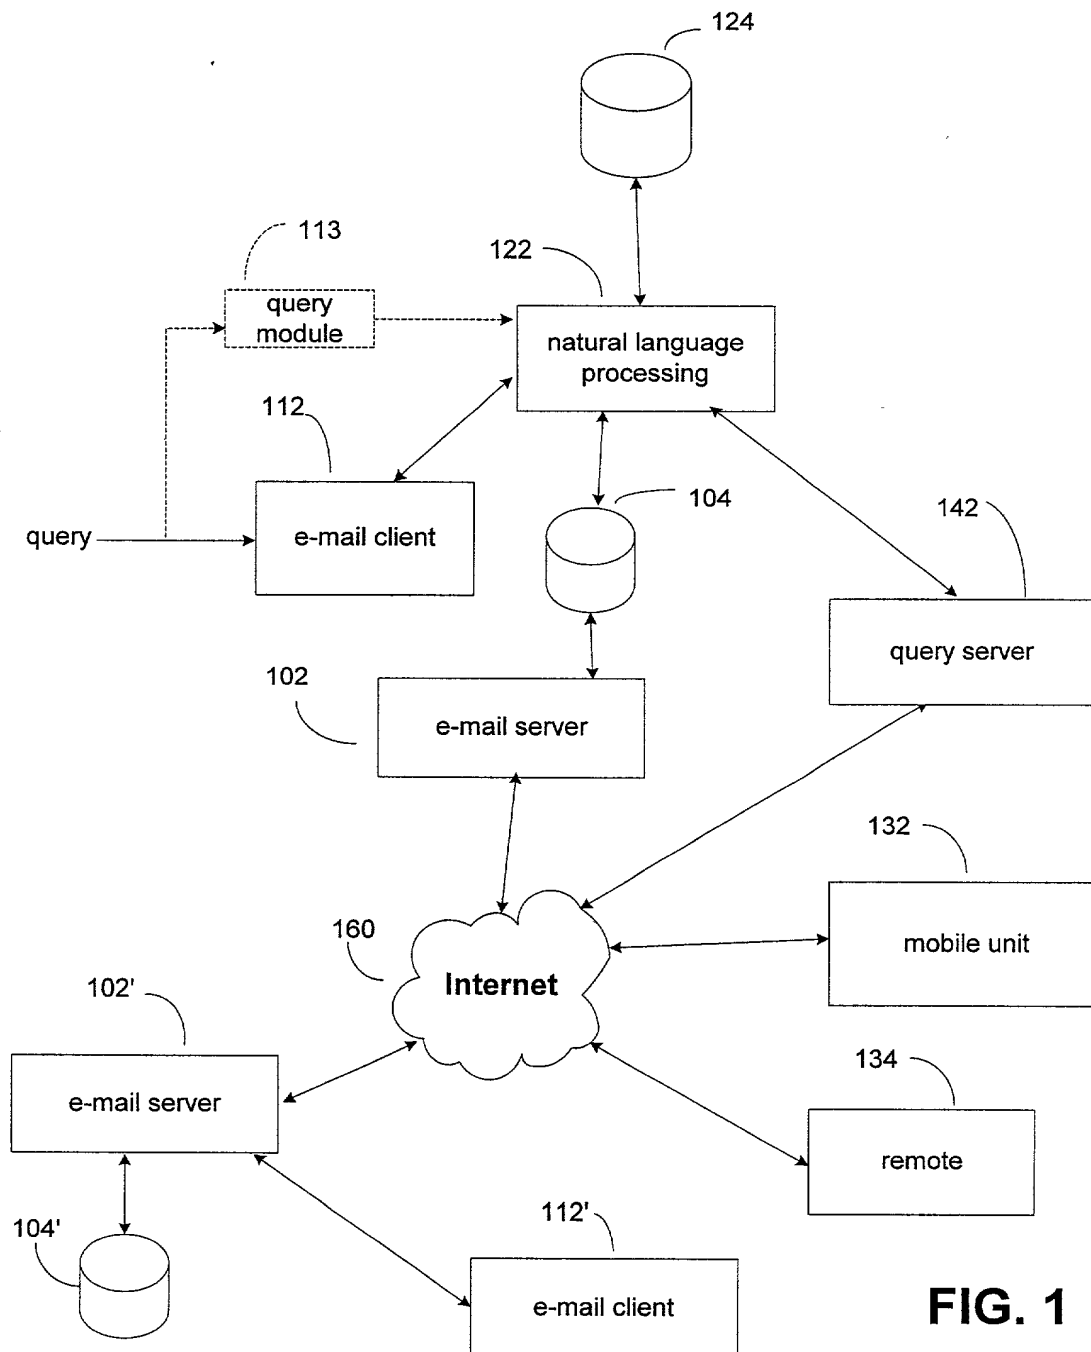 124
113
122
query
module
natural language
processing
112
104
142
query
e-mail client
query server
102
e-mail server
132
160
mobile unit
Internet
102'
134
e-mail server
remote
104'
112'
e-mail client
FIG. 1